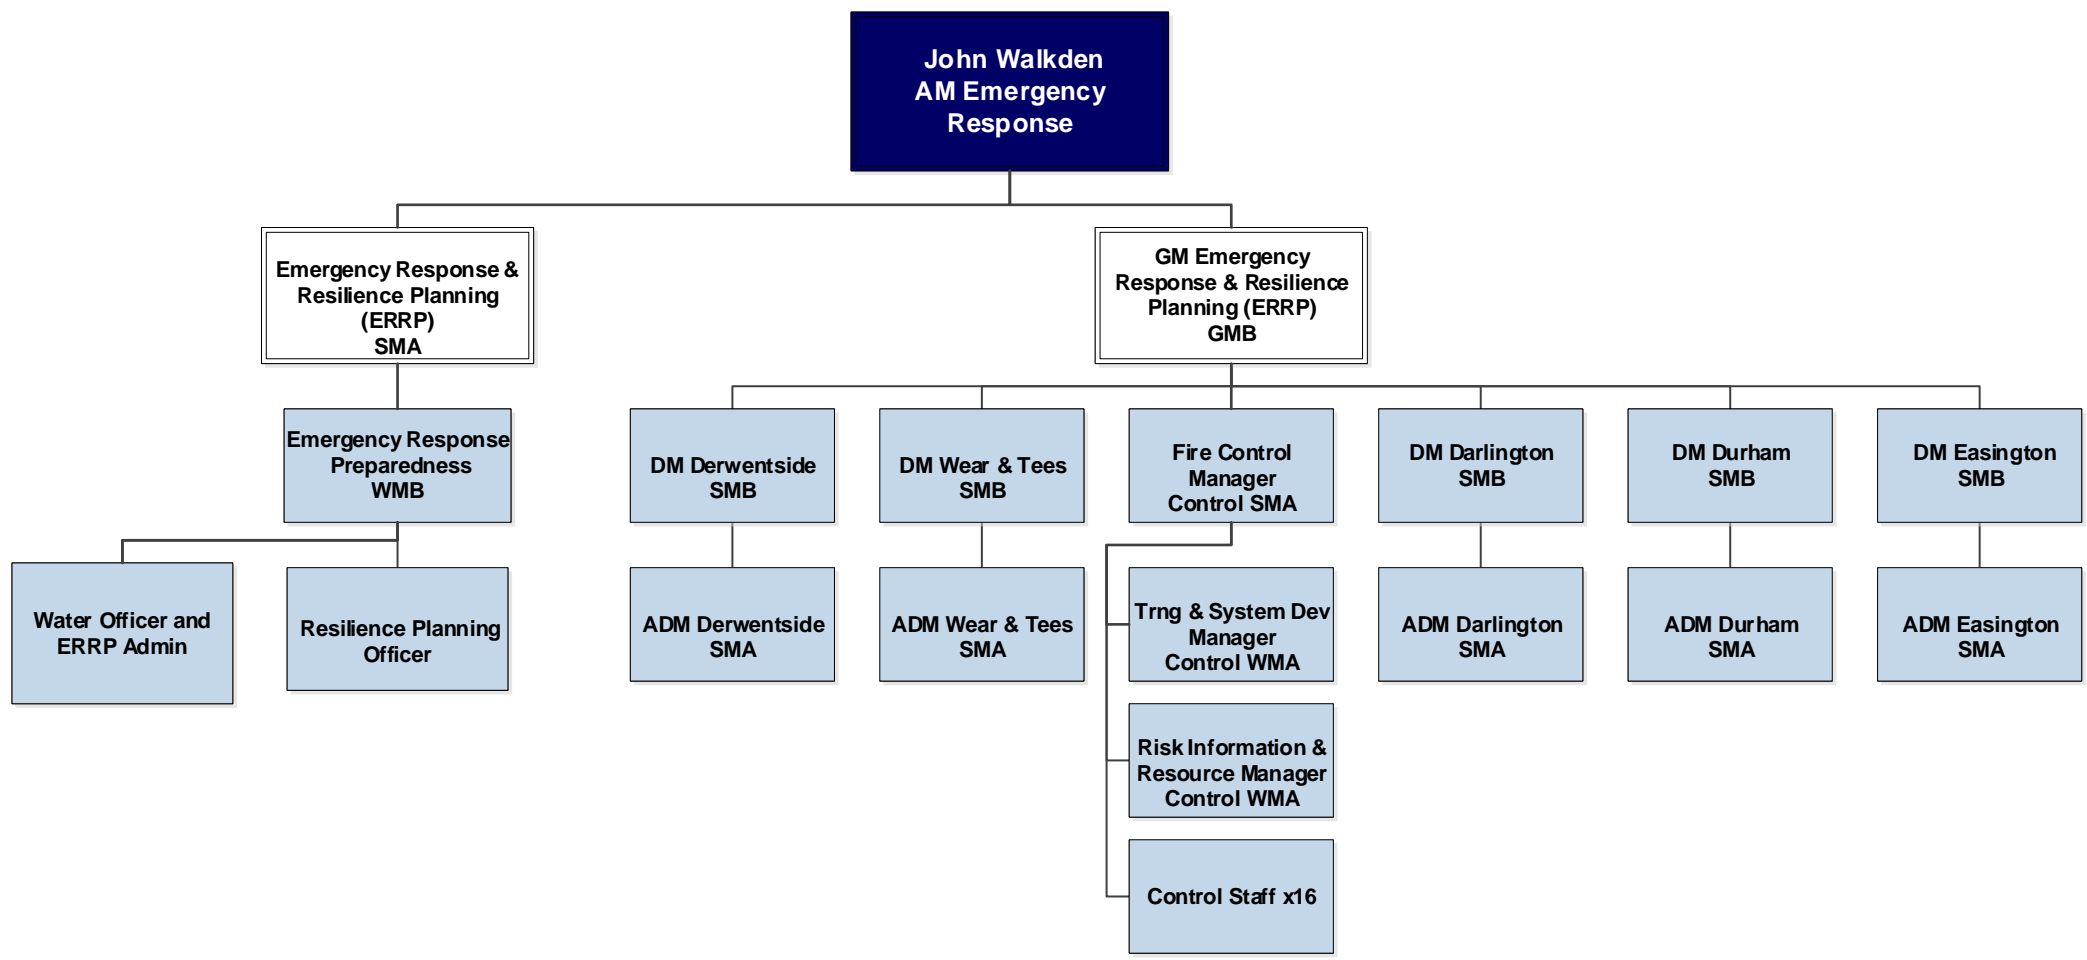 John Walkden
AM Emergency
Response
Emergency Response &
Resilience Planning
(ERRP)
SMA
GM Emergency
Response & Resilience
Planning (ERRP)
GMB
Emergency Response
Preparedness
WMB
DM Derwentside
SMB
DM Wear & Tees
SMB
Fire Control
Manager
Control SMA
DM Darlington
SMB
DM Durham
SMB
DM Easington
SMB
Water Officer and
ERRP Admin
Resilience Planning
Officer
ADM Derwentside
SMA
ADM Wear & Tees
SMA
Trng & System Dev
Manager
Control WMA
ADM Darlington
SMA
ADM Durham
SMA
ADM Easington
SMA
Risk Information &
Resource Manager
Control WMA
Control Staff x16